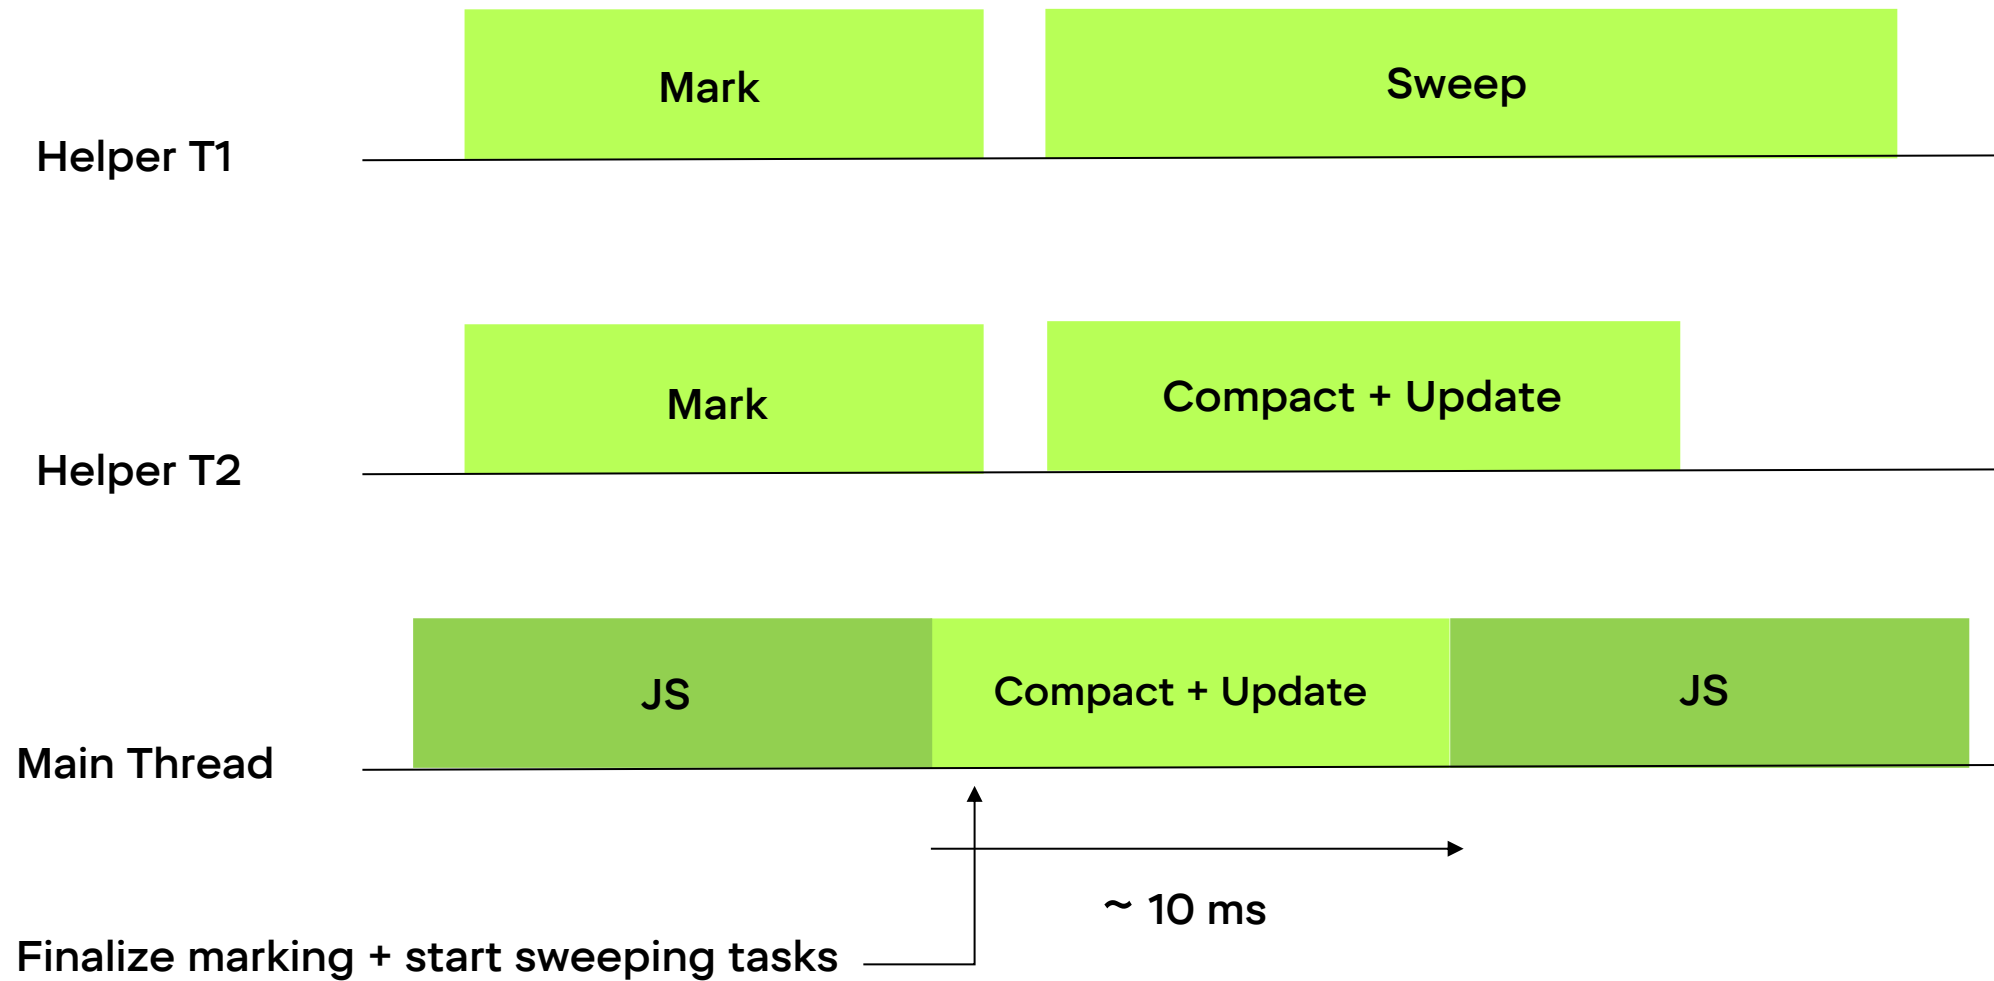 Mark
Sweep
Helper T1
Mark
Compact + Update
Helper T2
JS
Compact + Update
JS
Main Thread
~ 10 ms
Finalize marking + start sweeping tasks